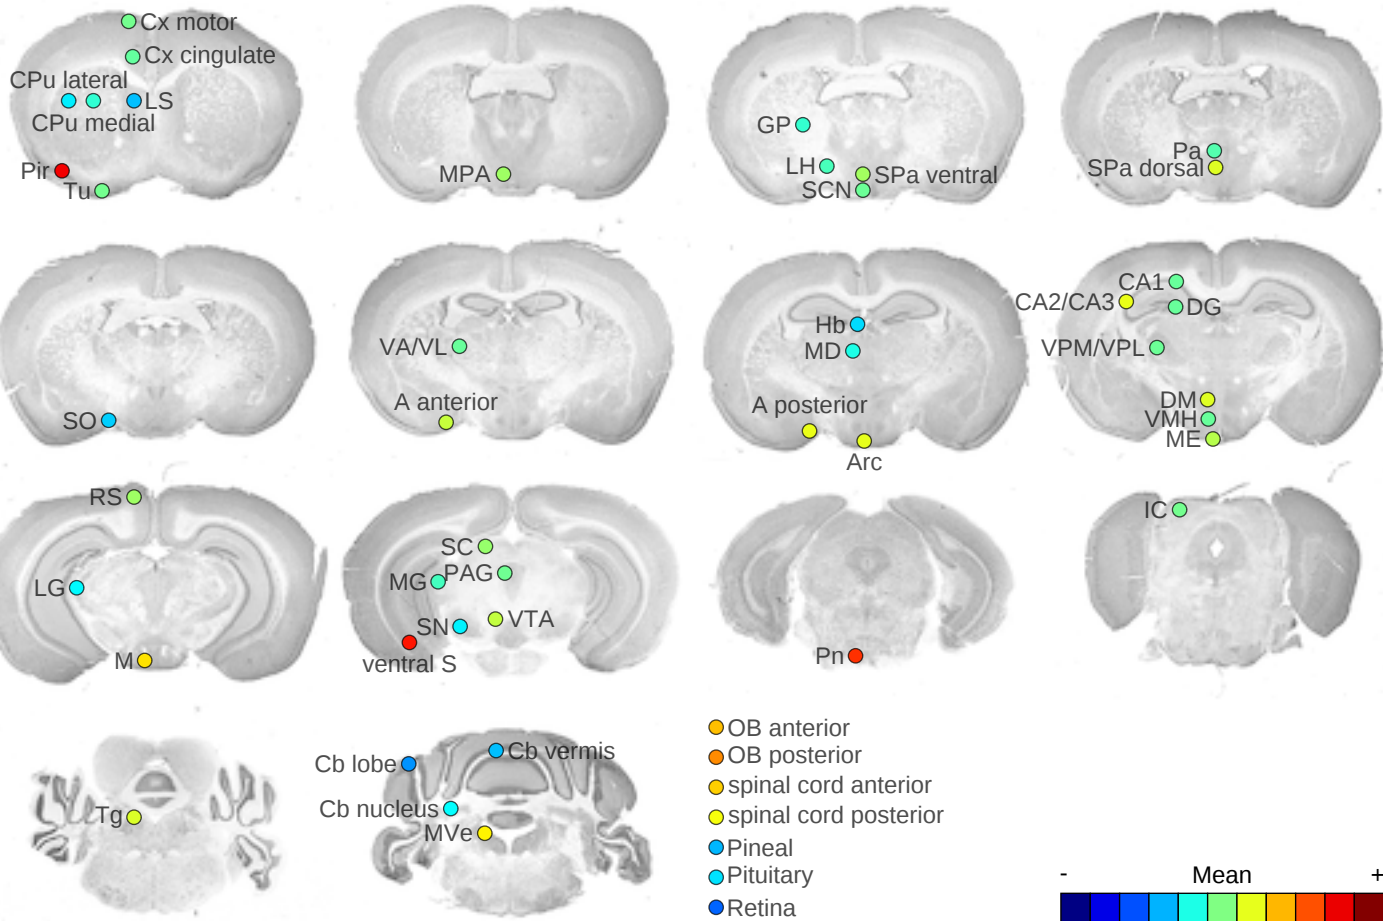 Cx motor
Cx cingulate
CPu lateral
LS
CPu medial
Pir
Tu
MPA
GP
LH
SPa ventral
SCN
Pa
SPa dorsal
SO
VA/VL
A anterior
Hb
MD
A posterior
Arc
CA1
CA2/CA3
DG
VPM/VPL
DM
VMH
ME
RS
LG
M
SC
MG
PAG
SN
VTA
ventral S
Pn
IC
Tg
Cb lobe
Cb vermis
Cb nucleus
MVe
OB anterior
OB posterior
spinal cord anterior
spinal cord posterior
Pineal
Pituitary
Retina
- Mean +